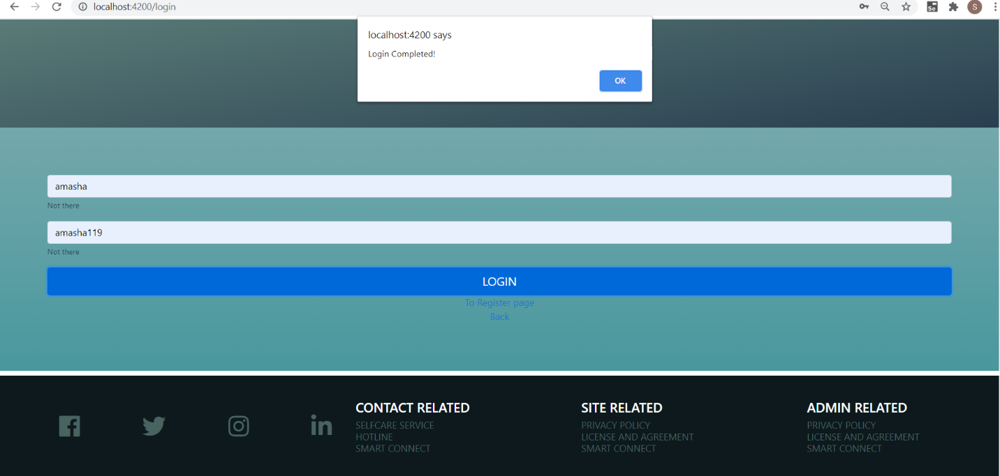 localhost:4200/login
Se
S
localhost:4200 says
Login Completed!
OK
amasha
Not there
amasha119
Not there
LOGIN
To Register page
Back
CONTACT RELATED
SELFCARE SERVICE
HOTLINE
SMART CONNECT
SITE RELATED
PRIVACY POLICY
LICENSE AND AGREEMENT
SMART CONNECT
ADMIN RELATED
PRIVACY POLICY
LICENSE AND AGREEMENT
SMART CONNECT